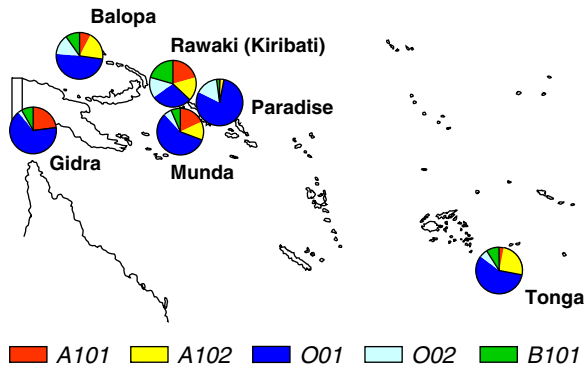 Balopa
Rawaki (Kiribati)
Paradise
Gidra
Munda
Tonga
A101 A102 O01 O02 B101